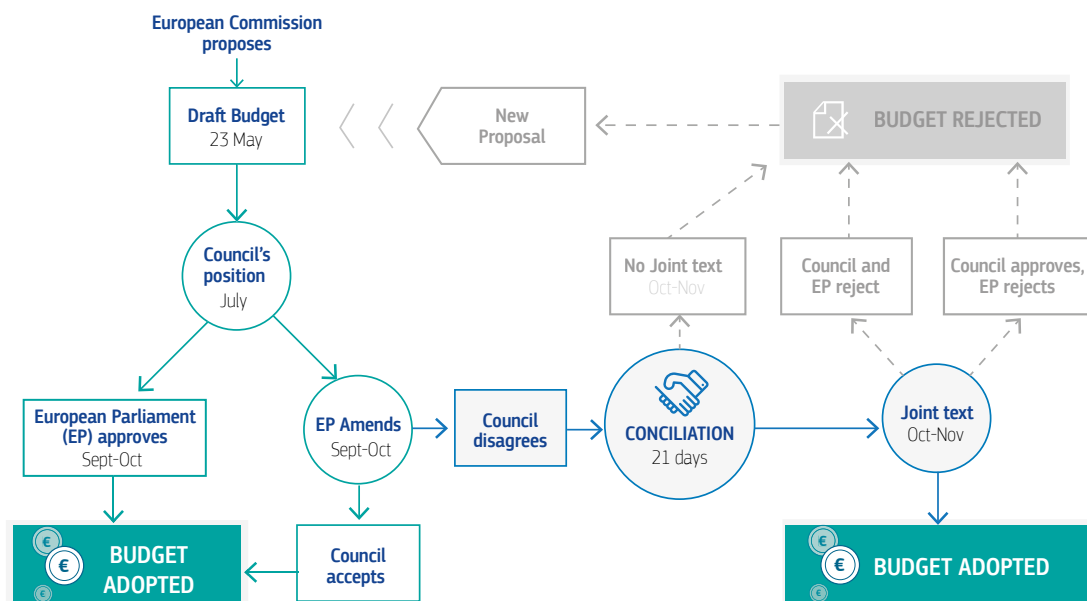 European Commission
proposes
Draft Budget
23 May
New
Proposal
BUDGET REJECTED
Council's
position
July
No Joint text
Oct-Nov
Council and
EP reject
Council approves,
EP rejects
European Parliament
(EP) approves
Sept-Oct
EP Amends
Sept-Oct
Council
disagrees
CONCILIATION
21 days
Joint text
Oct-Nov
€
€
€
BUDGET
ADOPTED
Council
accepts
€
€
€
BUDGET ADOPTED